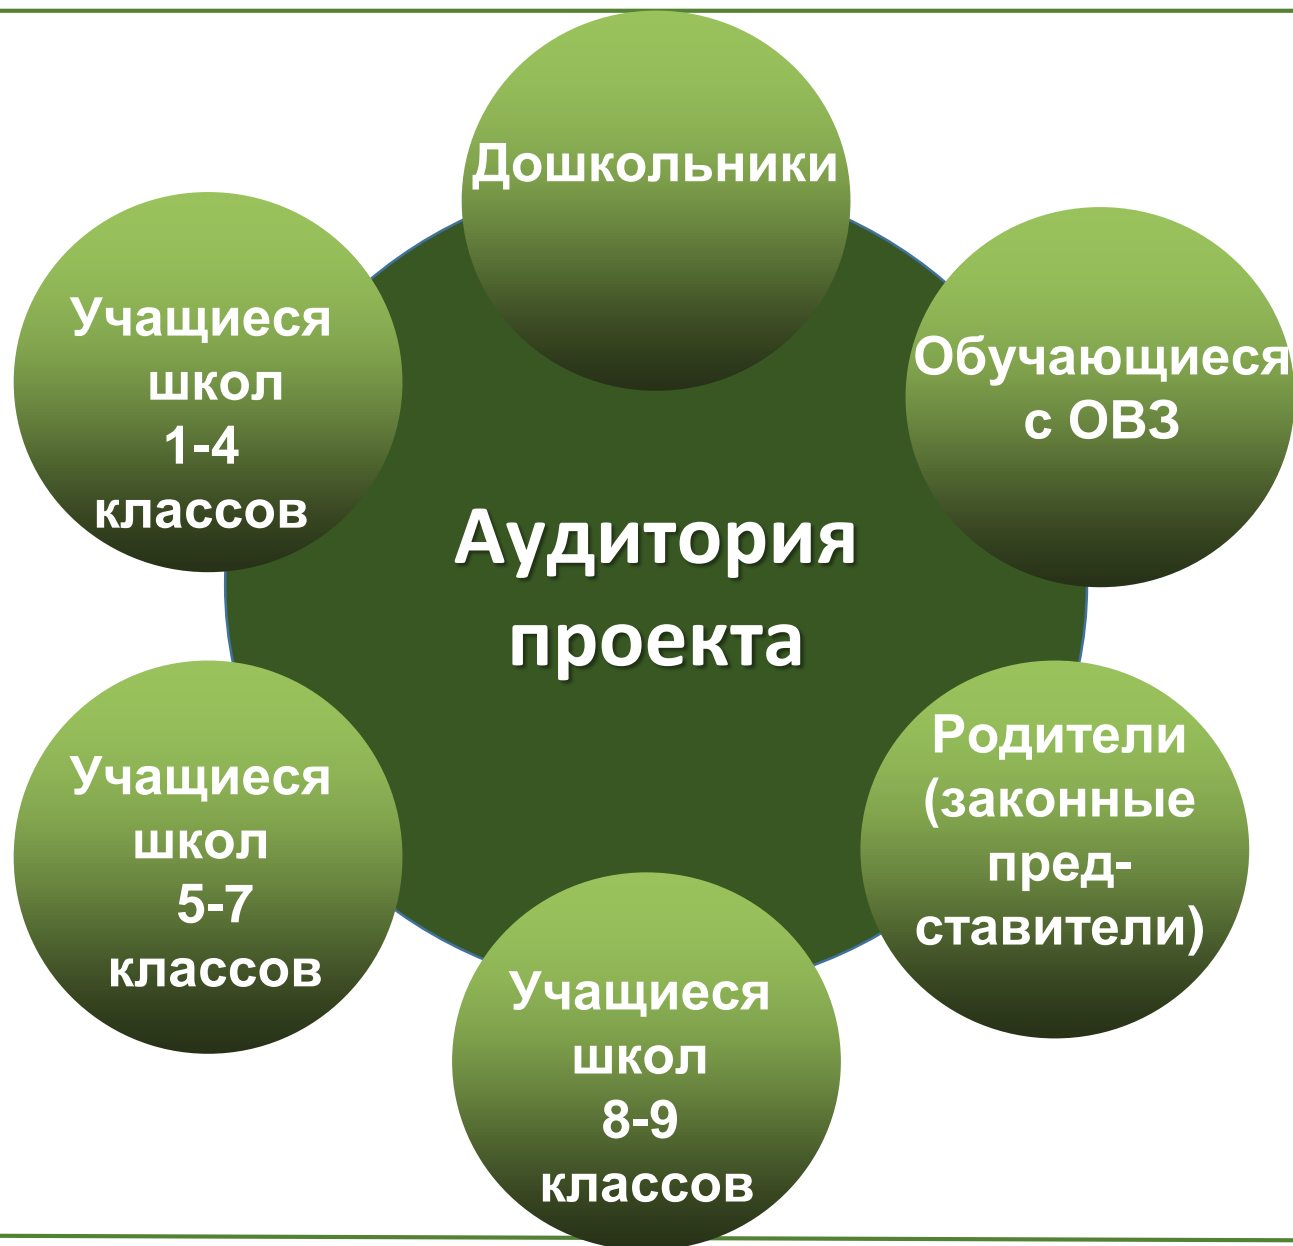 Дошкольники
Учащиеся
школ
1-4
классов
Обучающиеся
с ОВЗ
Аудитория
проекта
Учащиеся
школ
5-7
классов
Родители
(законные
пред-
ставители)
Учащиеся
школ
8-9
классов